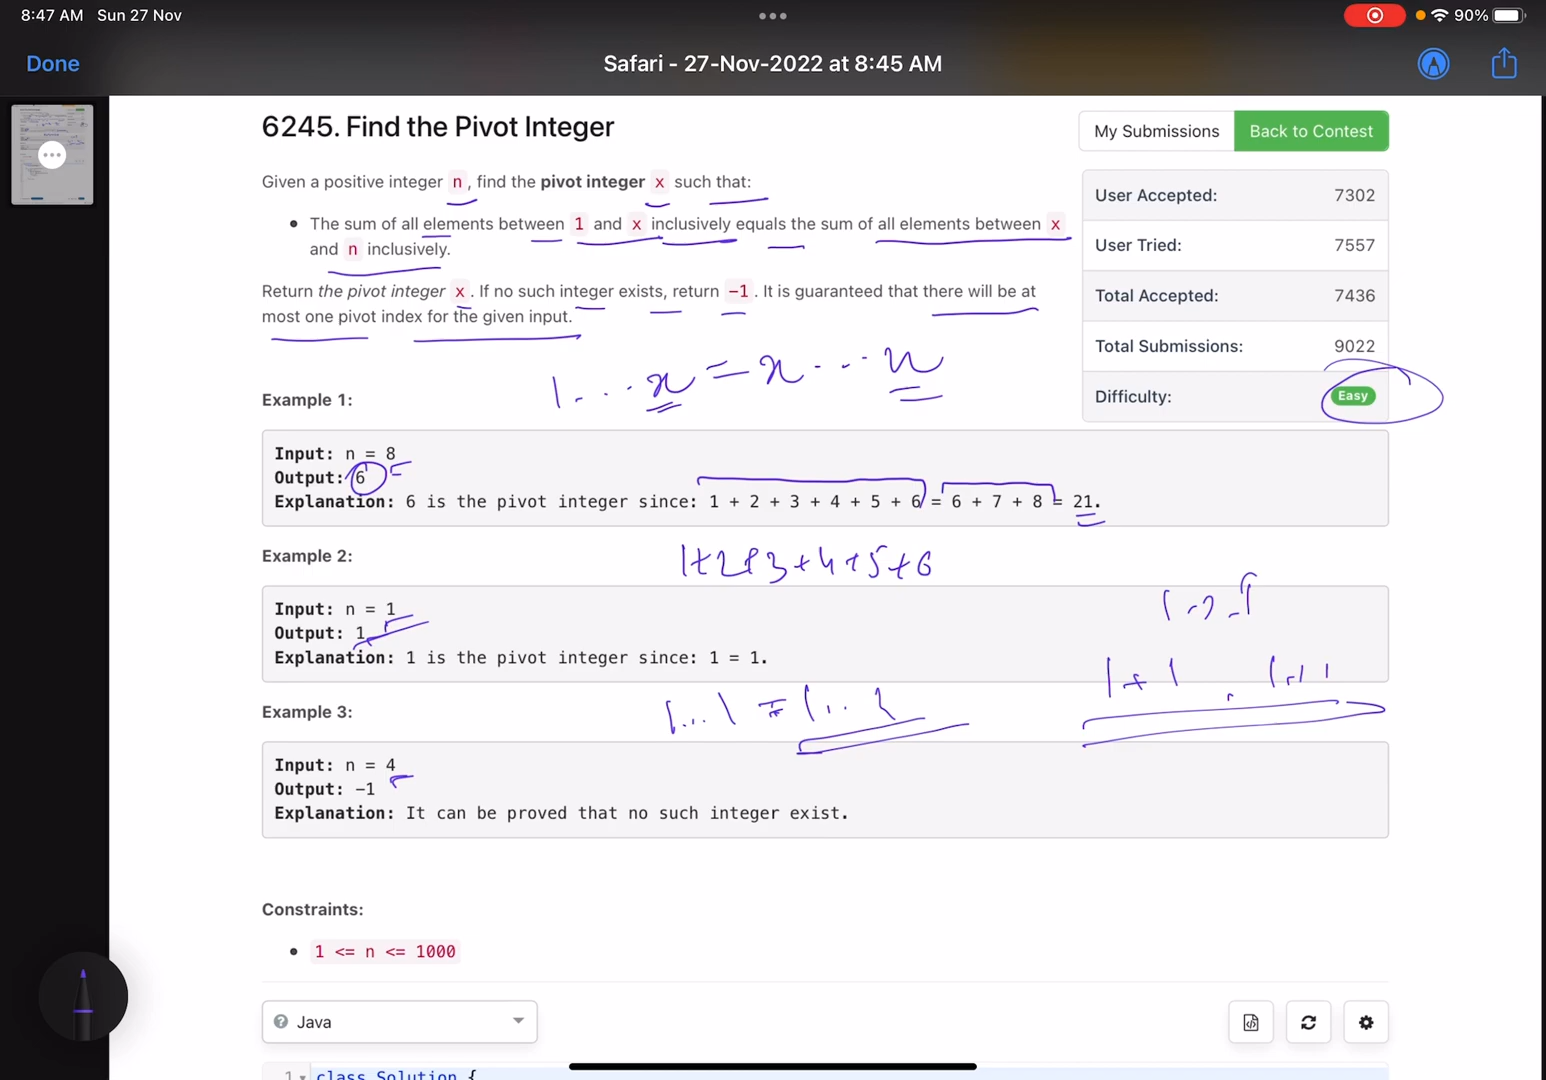 8:47 AM Sun 27 Nov
90%
Done
Safari - 27-Nov-2022 at 8:45 AM
6245. Find the Pivot Integer
My Submissions
Back to Contest
Given a positive integer n, find the pivot integer x such that:
The sum of all elements between 1 and x inclusively equals the sum of all elements between x
and n inclusively.
Return the pivot integer x. If no such integer exists, return -1. It is guaranteed that there will be at
most one pivot index for the given input.
User Accepted: 7302
User Tried: 7557
Total Accepted: 7436
Total Submissions: 9022
Difficulty: Easy
1...x = x...n
Example 1:
Input: n = 8
Output: 6
Explanation: 6 is the pivot integer since: 1 + 2 + 3 + 4 + 5 + 6 = 6 + 7 + 8 = 21.
1+2+3+4+5+6
Example 2:
Input: n = 1
Output: 1
Explanation: 1 is the pivot integer since: 1 = 1.
Example 3:
Input: n = 4
Output: -1
Explanation: It can be proved that no such integer exist.
Constraints:
1 <= n <= 1000
Java
1 class Solution {